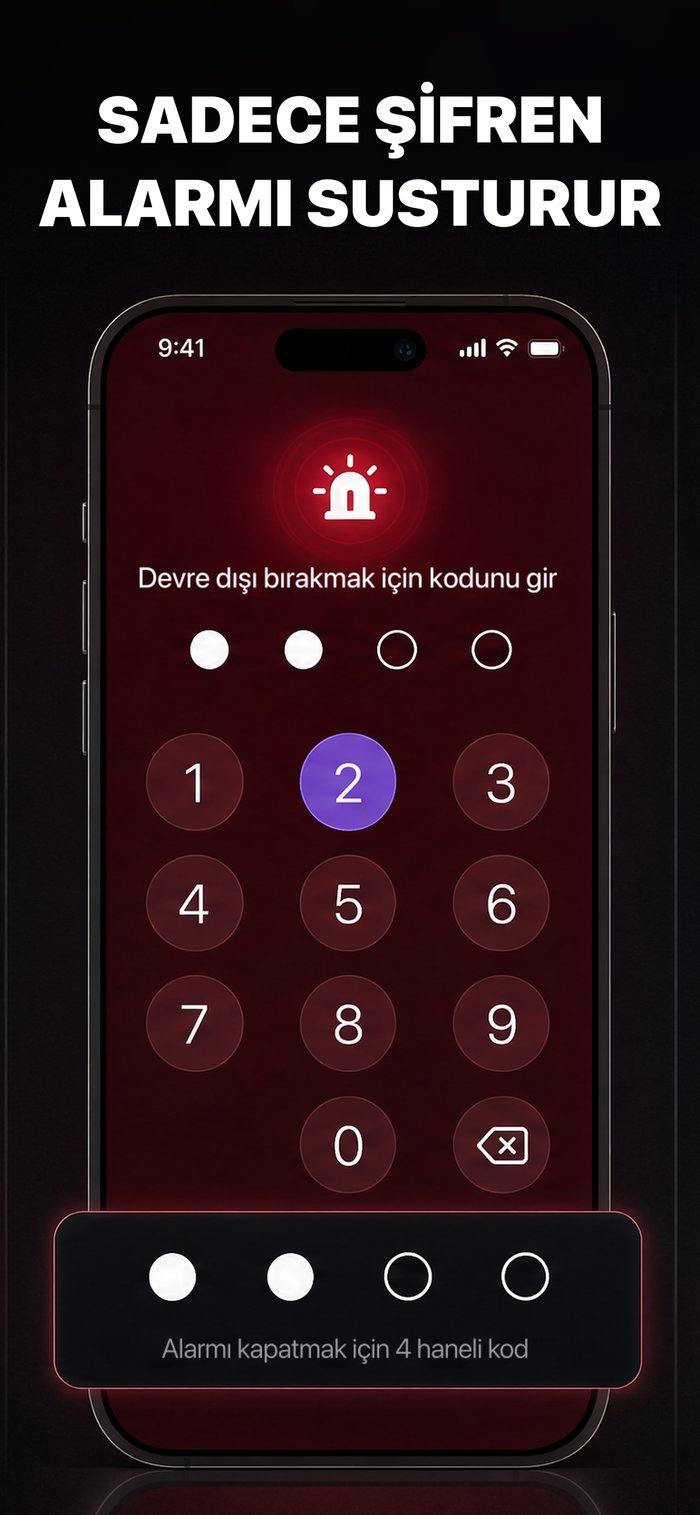 SADECE ŞİFREN
ALARMI SUSTURUR
9:41
Devre dışı bırakmak için kodunu gir
1 2 3
4 5 6
7 8 9
0
Alarmı kapatmak için 4 haneli kod